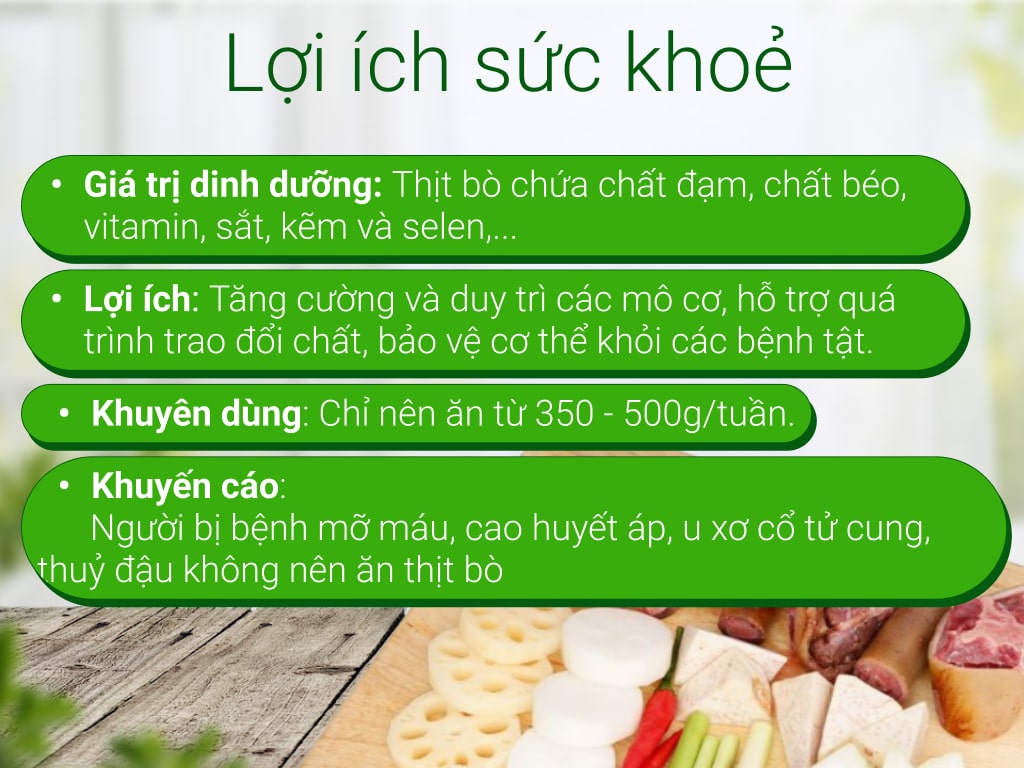 Lợi ích sức khoẻ
• Giá trị dinh dưỡng: Thịt bò chứa chất đạm, chất béo,
vitamin, sắt, kẽm và selen,...
• Lợi ích: Tăng cường và duy trì các mô cơ, hỗ trợ quá
trình trao đổi chất, bảo vệ cơ thể khỏi các bệnh tật.
• Khuyên dùng: Chỉ nên ăn từ 350 - 500g/tuần.
• Khuyến cáo:
Người bị bệnh mỡ máu, cao huyết áp, u xơ cổ tử cung,
thuỷ đậu không nên ăn thịt bò